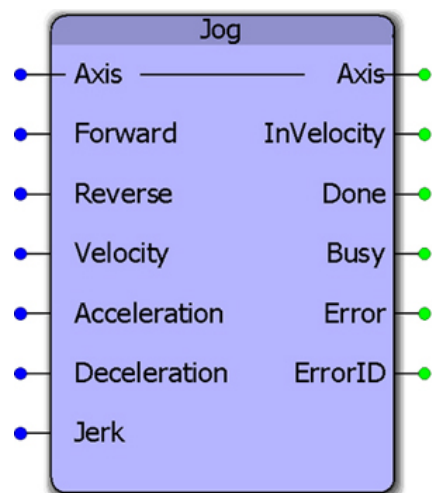 Jog
Axis Axis
Forward InVelocity
Reverse Done
Velocity Busy
Acceleration Error
Deceleration ErrorID
Jerk